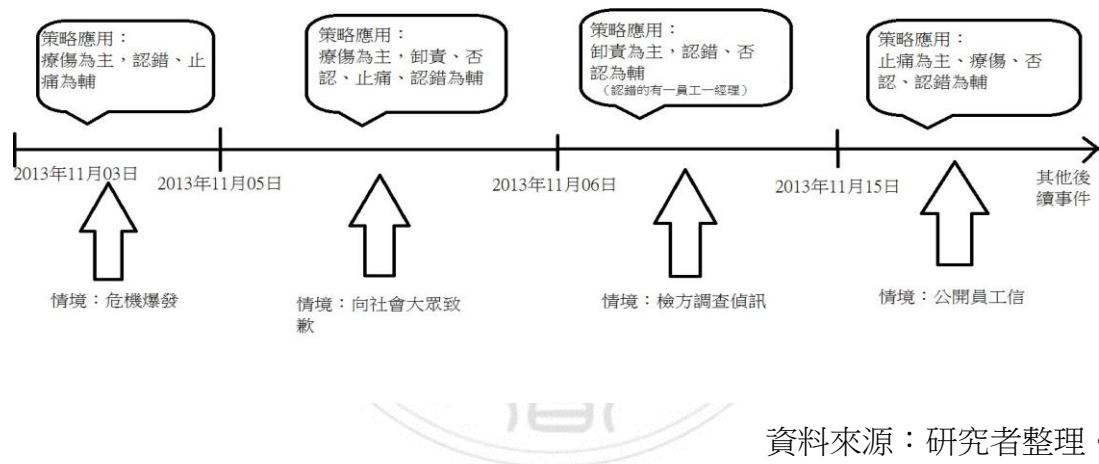 策略應用：
療傷為主，認錯、止
痛為輔
策略應用：
療傷為主，卸責、否
認、止痛、認錯為輔
策略應用：
卸責為主，認錯、否
認為輔
（認錯的有一員工一經理）
策略應用：
止痛為主、療傷、否
認、認錯為輔
2013年11月03日
2013年11月05日
2013年11月06日
2013年11月15日
其他後
續事件
情境：危機爆發
情境：向社會大眾致
歉
情境：檢方調查偵訊
情境：公開員工信
資料來源：研究者整理。